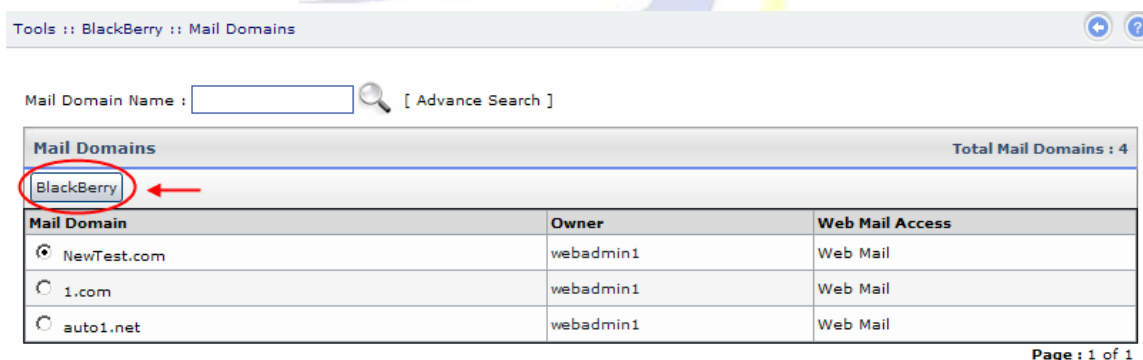 Tools :: BlackBerry :: Mail Domains
Mail Domain Name : [ Advance Search ]
Mail Domains Total Mail Domains : 4
BlackBerry
Mail Domain Owner Web Mail Access
NewTest.com webadmin1 Web Mail
1.com webadmin1 Web Mail
auto1.net webadmin1 Web Mail
Page : 1 of 1